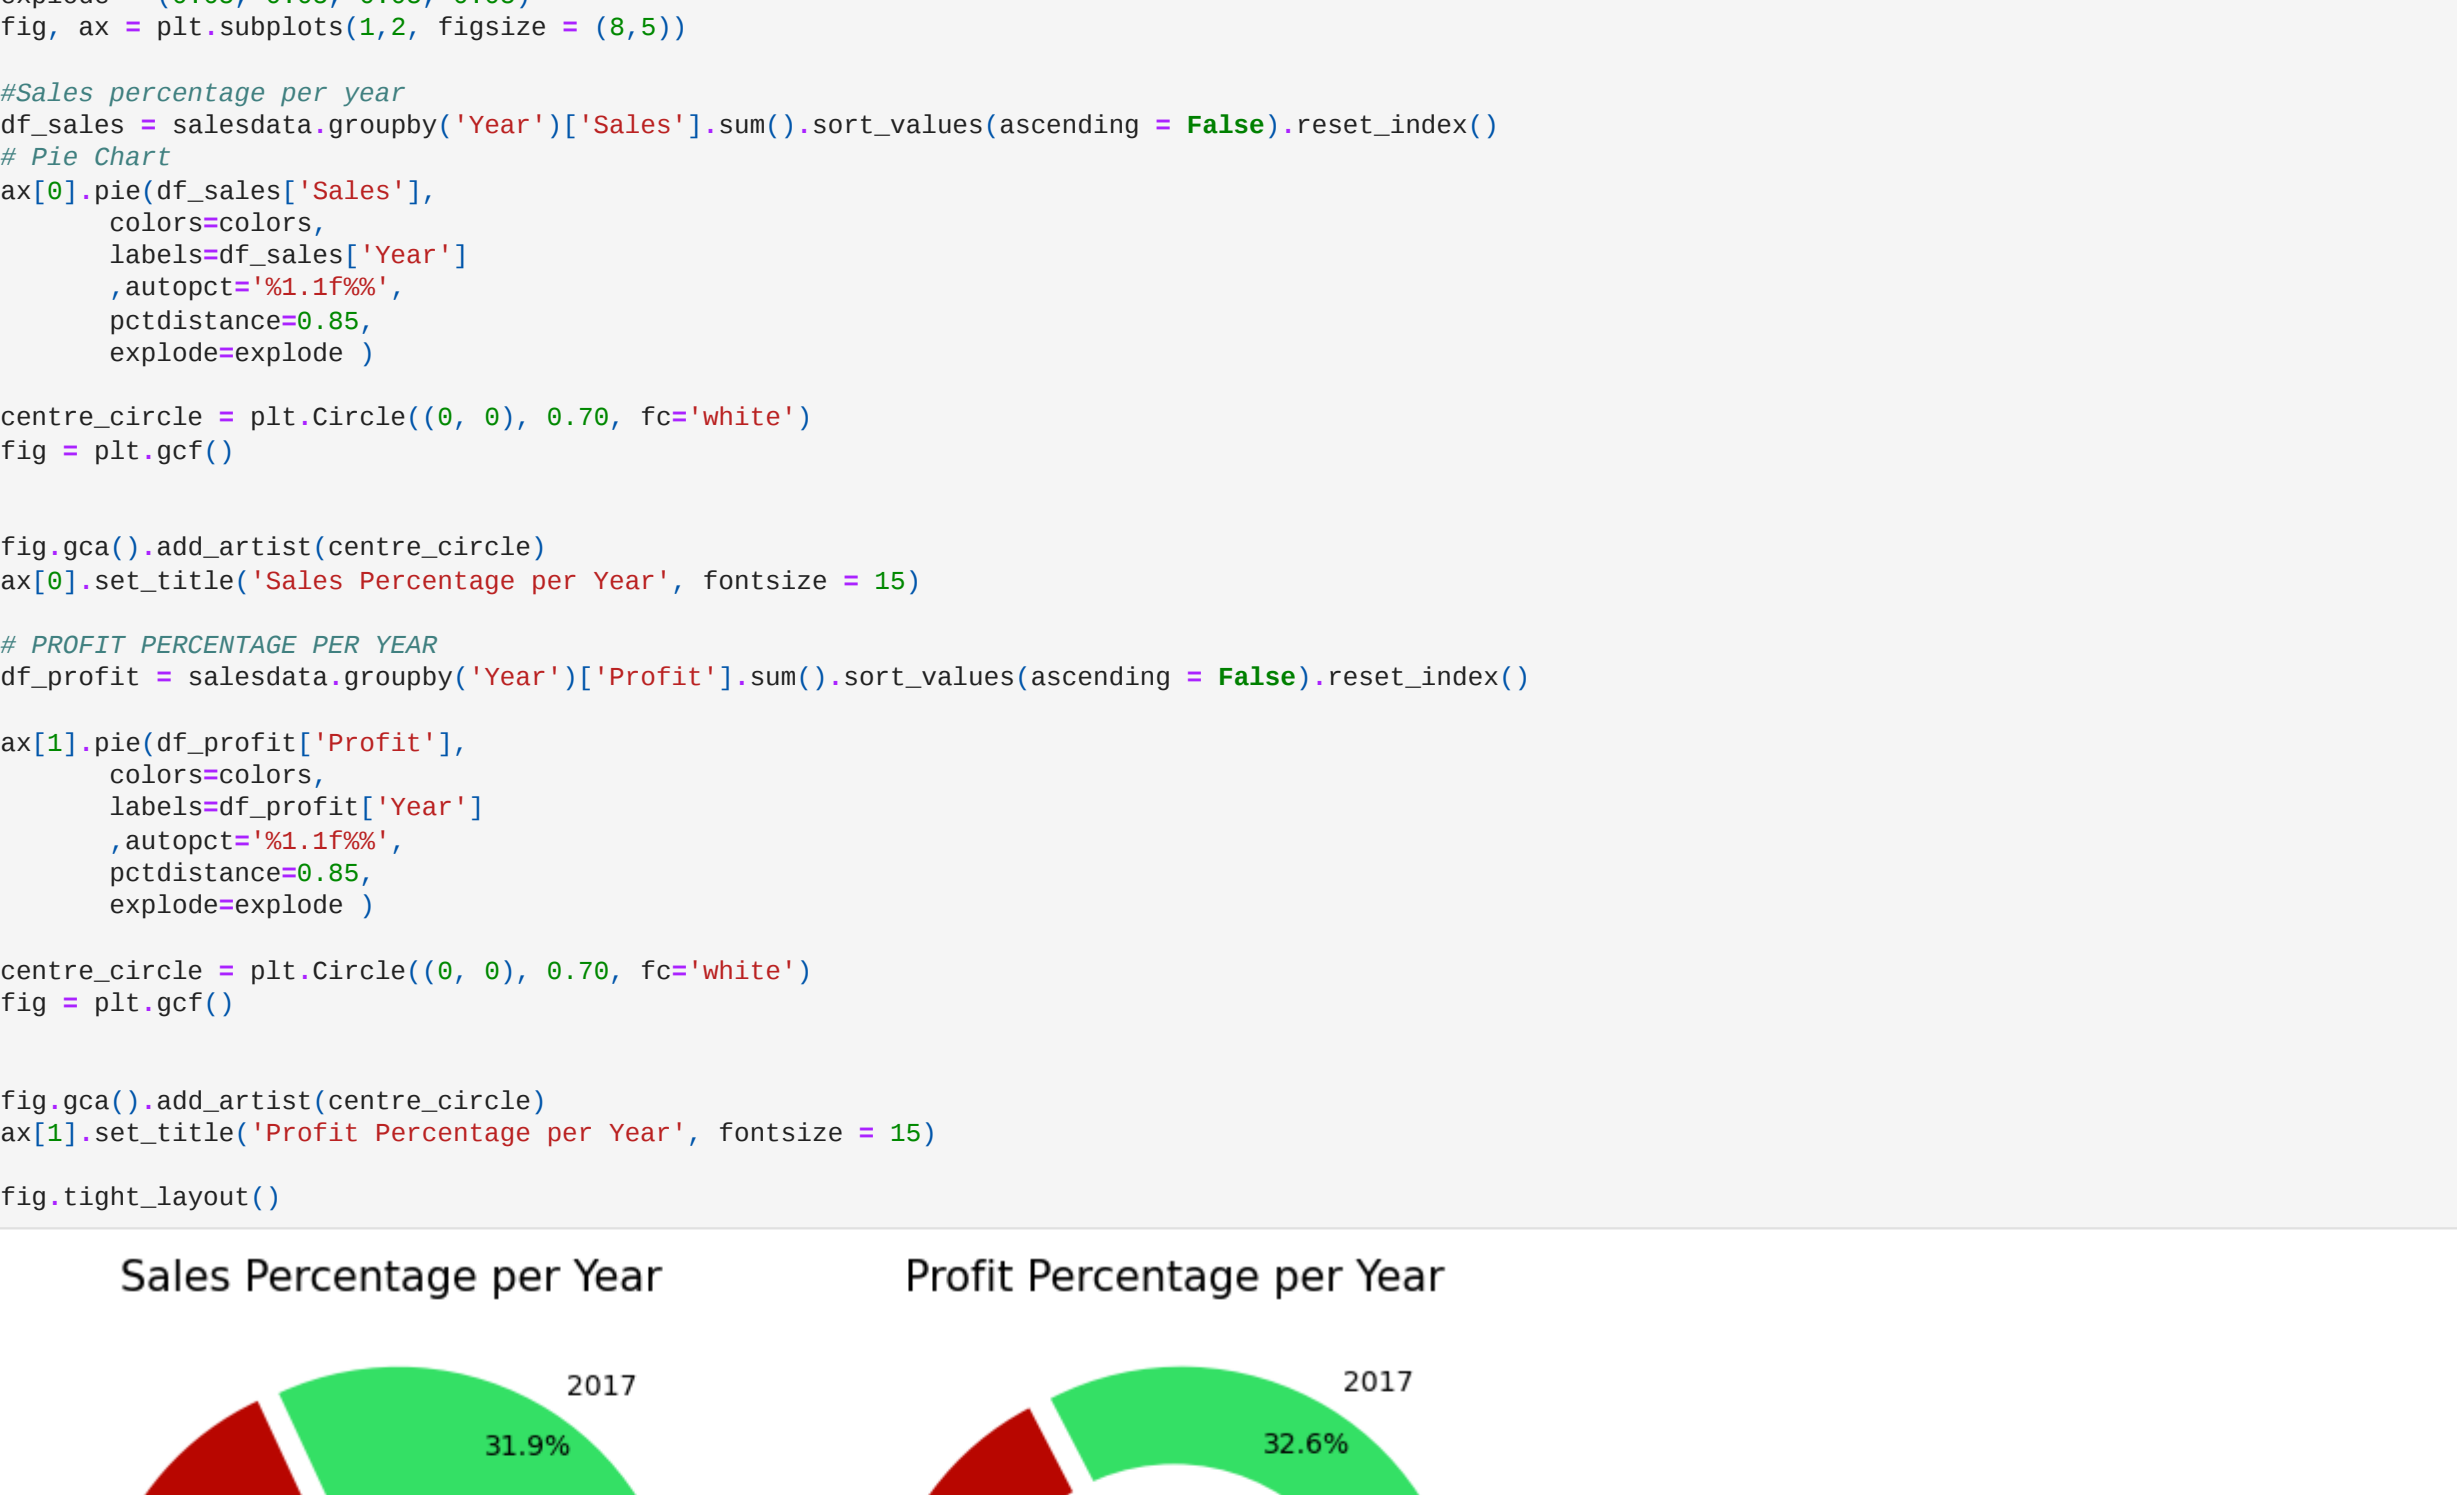 fig, ax = plt.subplots(1,2, figsize = (8,5))
#Sales percentage per year
df_sales = salesdata.groupby('Year')['Sales'].sum().sort_values(ascending = False).reset_index()
# Pie Chart
ax[0].pie(df_sales['Sales'],
colors=colors,
labels=df_sales['Year']
,autopct='%1.1f%%',
pctdistance=0.85,
explode=explode )
centre_circle = plt.Circle((0, 0), 0.70, fc='white')
fig = plt.gcf()
fig.gca().add_artist(centre_circle)
ax[0].set_title('Sales Percentage per Year', fontsize = 15)
# PROFIT PERCENTAGE PER YEAR
df_profit = salesdata.groupby('Year')['Profit'].sum().sort_values(ascending = False).reset_index()
ax[1].pie(df_profit['Profit'],
colors=colors,
labels=df_profit['Year']
,autopct='%1.1f%%',
pctdistance=0.85,
explode=explode )
centre_circle = plt.Circle((0, 0), 0.70, fc='white')
fig = plt.gcf()
fig.gca().add_artist(centre_circle)
ax[1].set_title('Profit Percentage per Year', fontsize = 15)
fig.tight_layout()
Sales Percentage per Year
2017
31.9%
Profit Percentage per Year
2017
32.6%